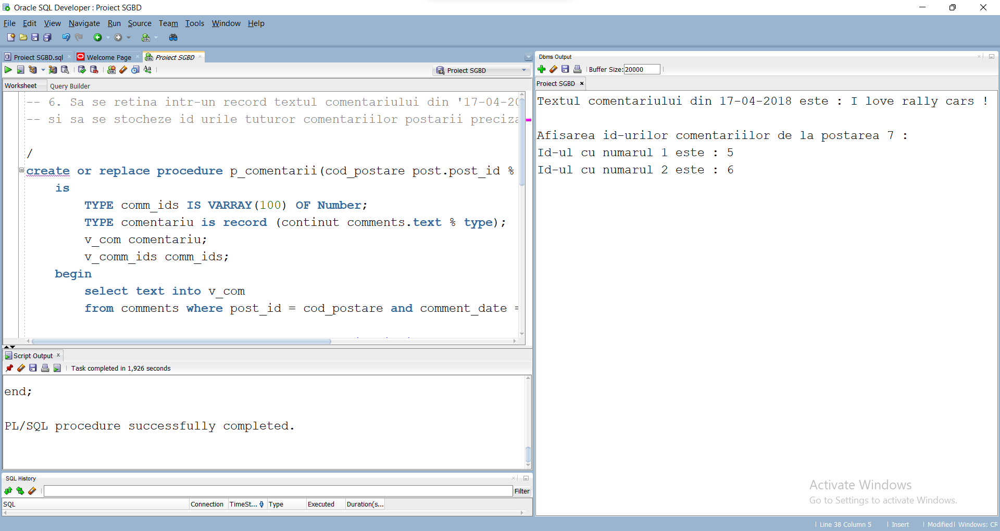 Oracle SQL Developer : Proiect SGBD
File Edit View Navigate Run Source Team Tools Window Help
Proiect SGBD.sql Welcome Page Proiect SGBD
Proiect SGBD
Worksheet Query Builder
-- 6. Sa se retina intr-un record textul comentariului din '17-04-20
-- si sa se stocheze id urile tuturor comentariilor postarii preciza
/
create or replace procedure p_comentarii(cod_postare post.post_id %
is
TYPE comm_ids IS VARRAY(100) OF Number;
TYPE comentariu is record (continut comments.text % type);
v_com comentariu;
v_comm_ids comm_ids;
begin
select text into v_com
from comments where post_id = cod_postare and comment_date =
Script Output
Task completed in 1,926 seconds
end;
PL/SQL procedure successfully completed.
SQL History
Filter
SQL Connection TimeSt... Type Executed Duration(s...
Dbms Output
Buffer Size: 20000
Proiect SGBD
Textul comentariului din 17-04-2018 este : I love rally cars !
Afisarea id-urilor comentariilor de la postarea 7 :
Id-ul cu numarul 1 este : 5
Id-ul cu numarul 2 este : 6
Activate Windows
Go to Settings to activate Windows.
Line 38 Column 5 Insert Modified Windows: CR